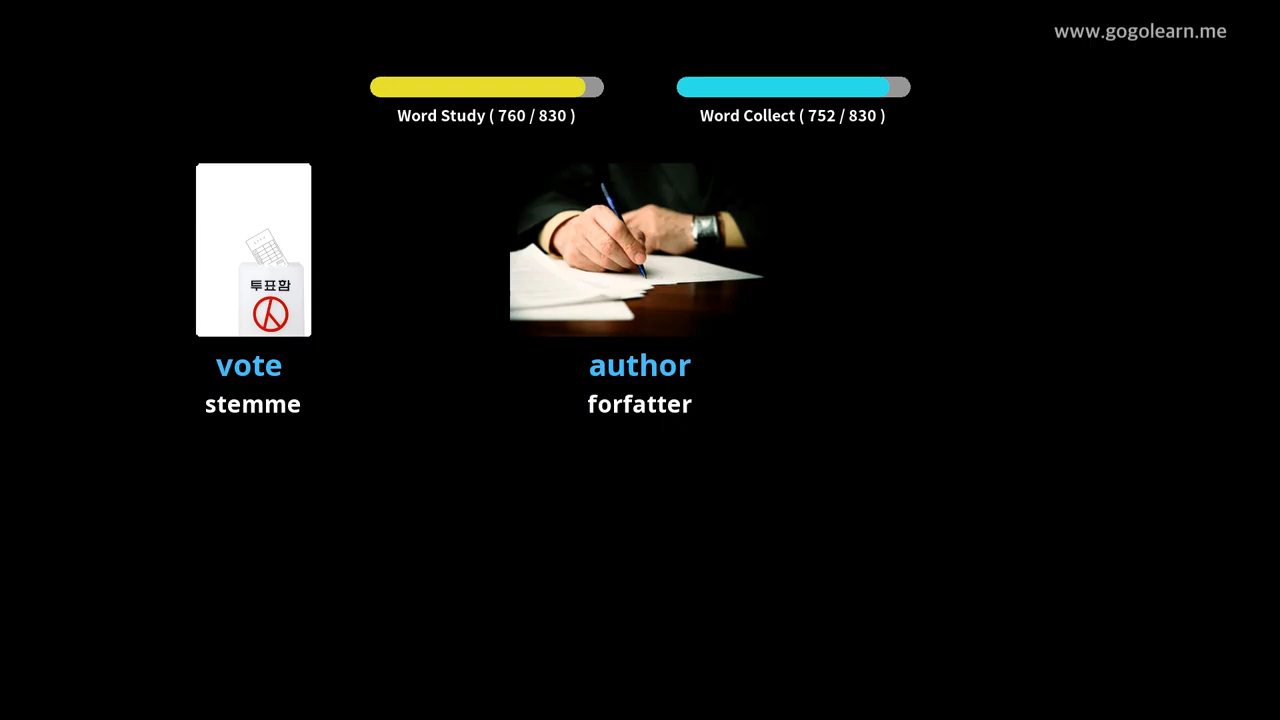 www.gogolearn.me
Word Study ( 760 / 830 )
Word Collect ( 752 / 830 )
투표함
vote
stemme
author
forfatter